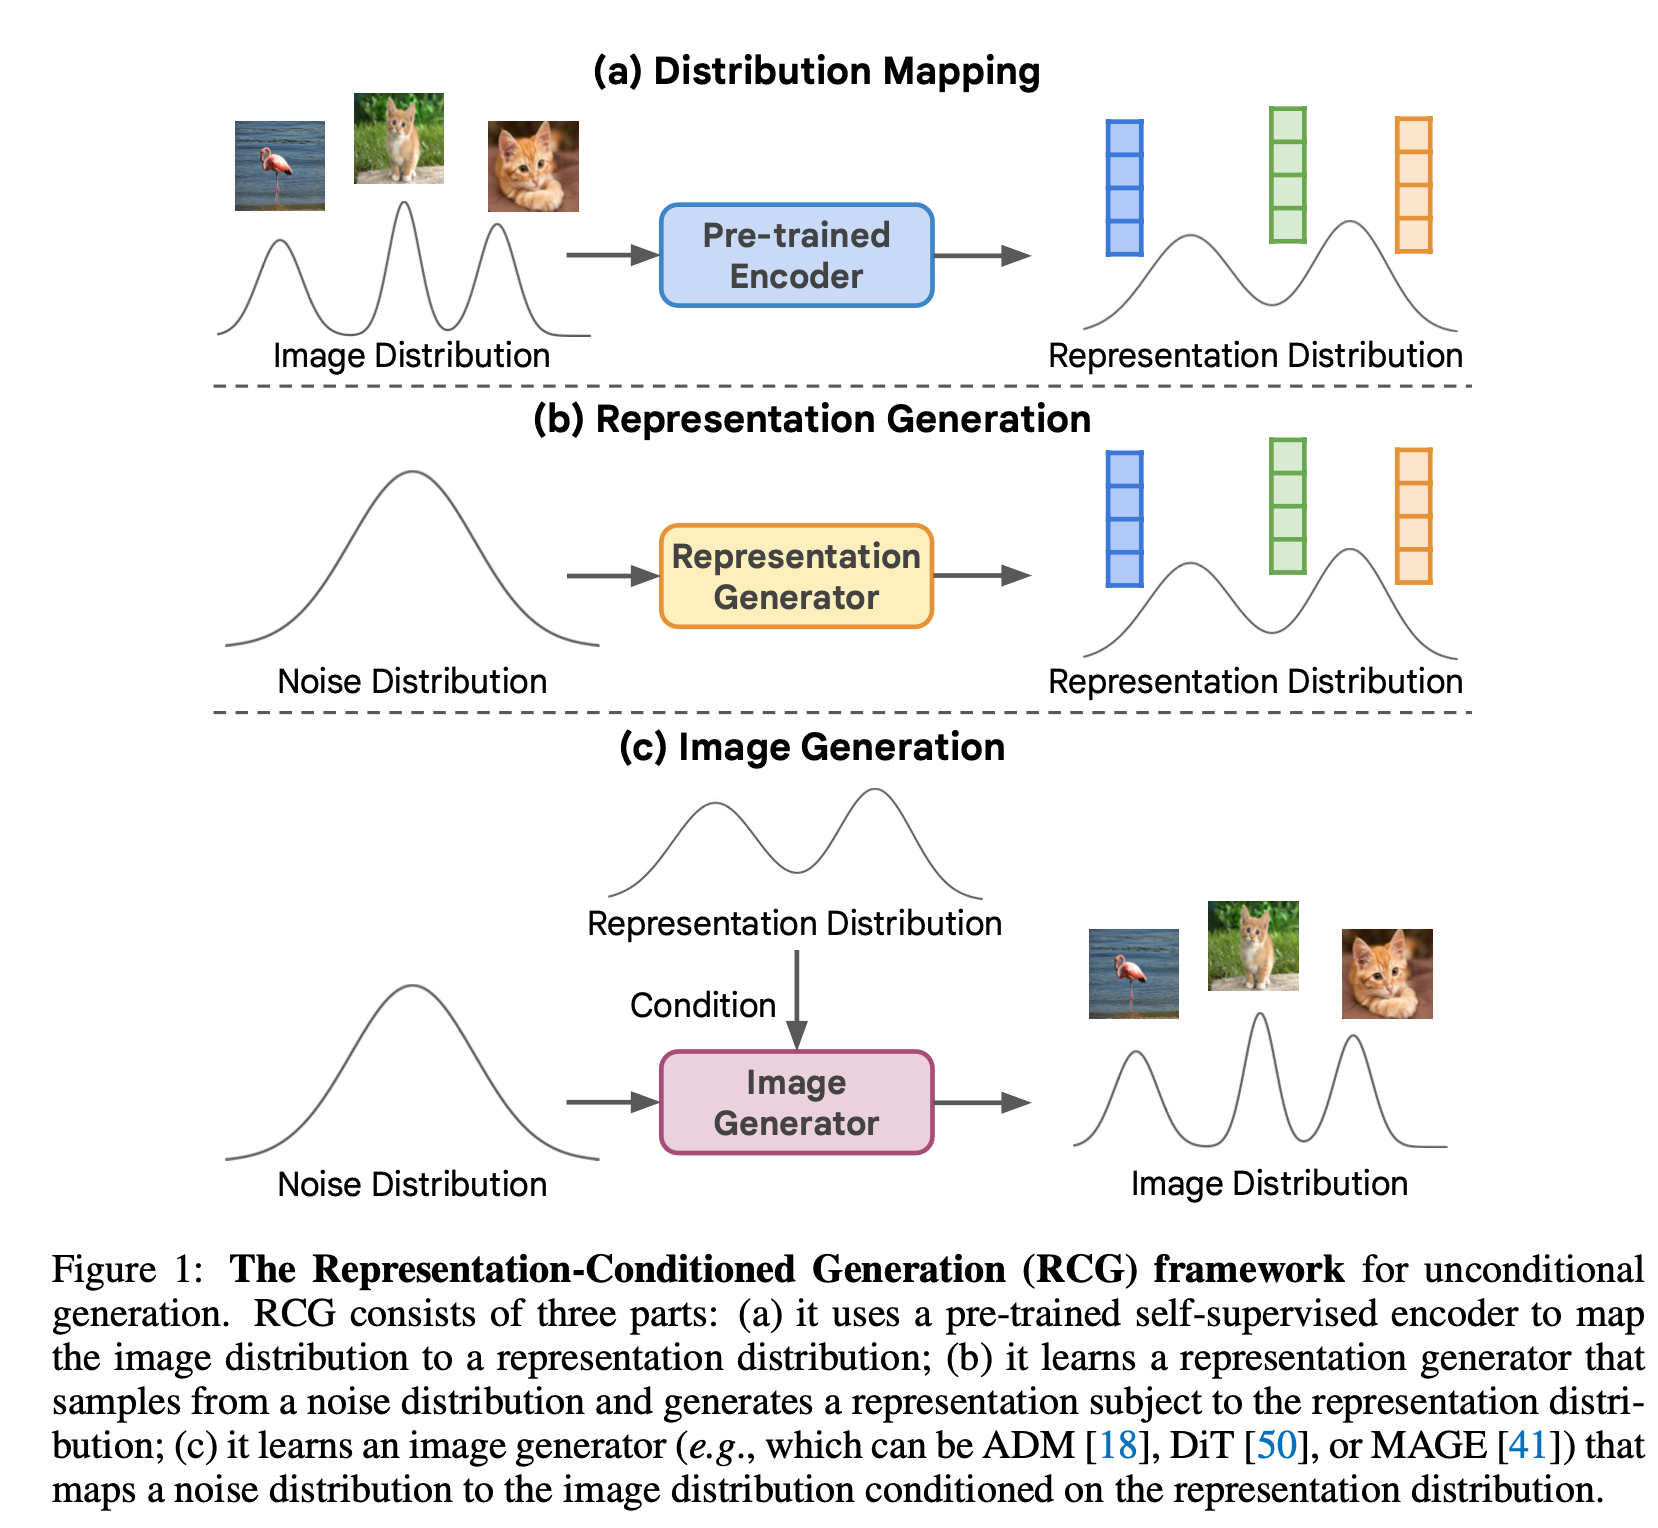 (a) Distribution Mapping
Pre-trained
Encoder
Image Distribution
Representation Distribution
(b) Representation Generation
Representation
Generator
Noise Distribution
Representation Distribution
(c) Image Generation
Representation Distribution
Condition
Image
Generator
Noise Distribution
Image Distribution
Figure 1: The Representation-Conditioned Generation (RCG) framework for unconditional
generation. RCG consists of three parts: (a) it uses a pre-trained self-supervised encoder to map
the image distribution to a representation distribution; (b) it learns a representation generator that
samples from a noise distribution and generates a representation subject to the representation distri-
bution; (c) it learns an image generator (e.g., which can be ADM [18], DiT [50], or MAGE [41]) that
maps a noise distribution to the image distribution conditioned on the representation distribution.